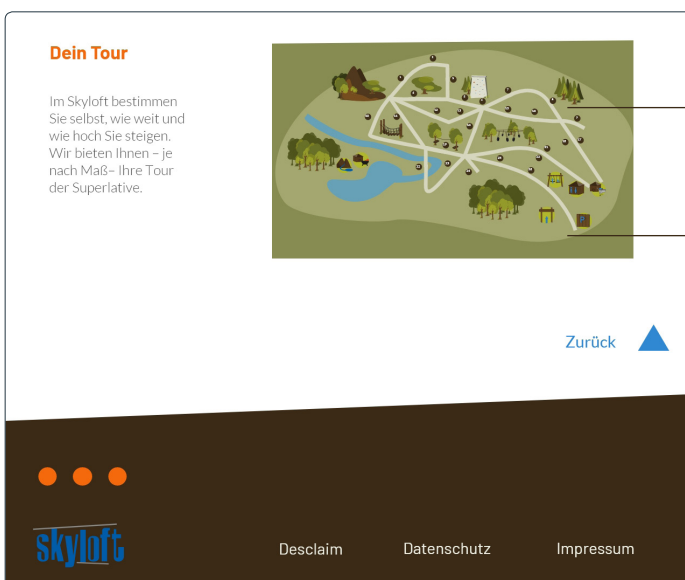 Dein Tour
Im Skyloft bestimmen
Sie selbst, wie weit und
wie hoch Sie steigen.
Wir bieten Ihnen – je
nach Maß– Ihre Tour
der Superlative.
Zurück
skyloft
Desclaim Datenschutz Impressum